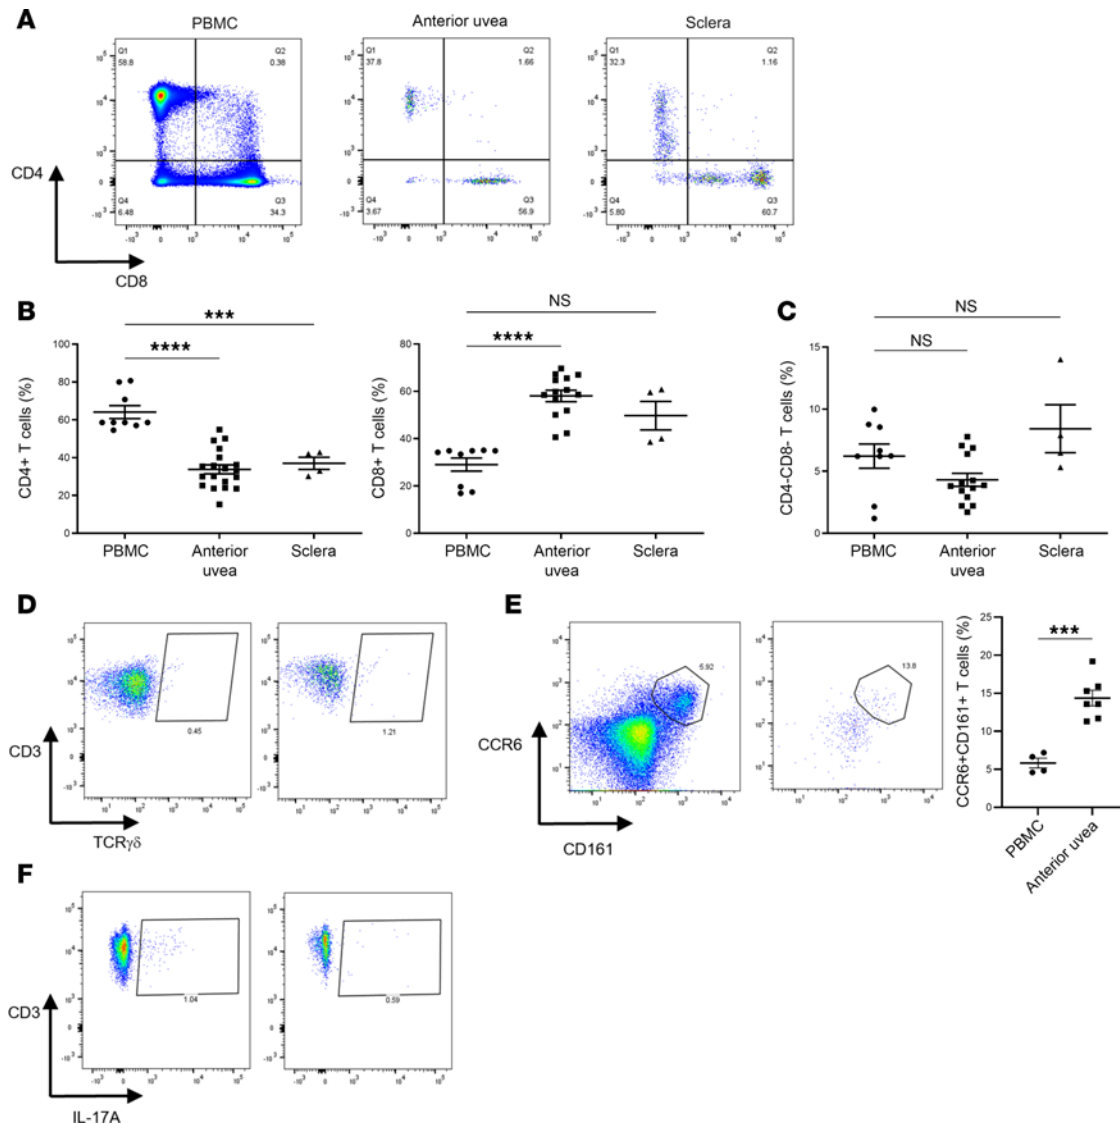 A
PBMC
Anterior uvea
Sclera
Q1
58.8
Q2
0.38
Q4
6.48
Q3
34.3
Q1
37.8
Q2
1.66
Q4
3.67
Q3
56.9
Q1
32.3
Q2
1.16
Q4
5.80
Q3
60.7
CD4
CD8
B
***
****
CD4+ T cells (%)
100
80
60
40
20
0
PBMC
Anterior uvea
Sclera
NS
****
CD8+ T cells (%)
80
60
40
20
0
PBMC
Anterior uvea
Sclera
C
NS
NS
CD4-CD8- T cells (%)
15
10
5
0
PBMC
Anterior uvea
Sclera
D
0.45
1.21
CD3
TCRγδ
E
5.92
13.8
CCR6
CD161
***
CCR6+CD161+ T cells (%)
25
20
15
10
5
0
PBMC
Anterior uvea
F
1.04
0.59
CD3
IL-17A